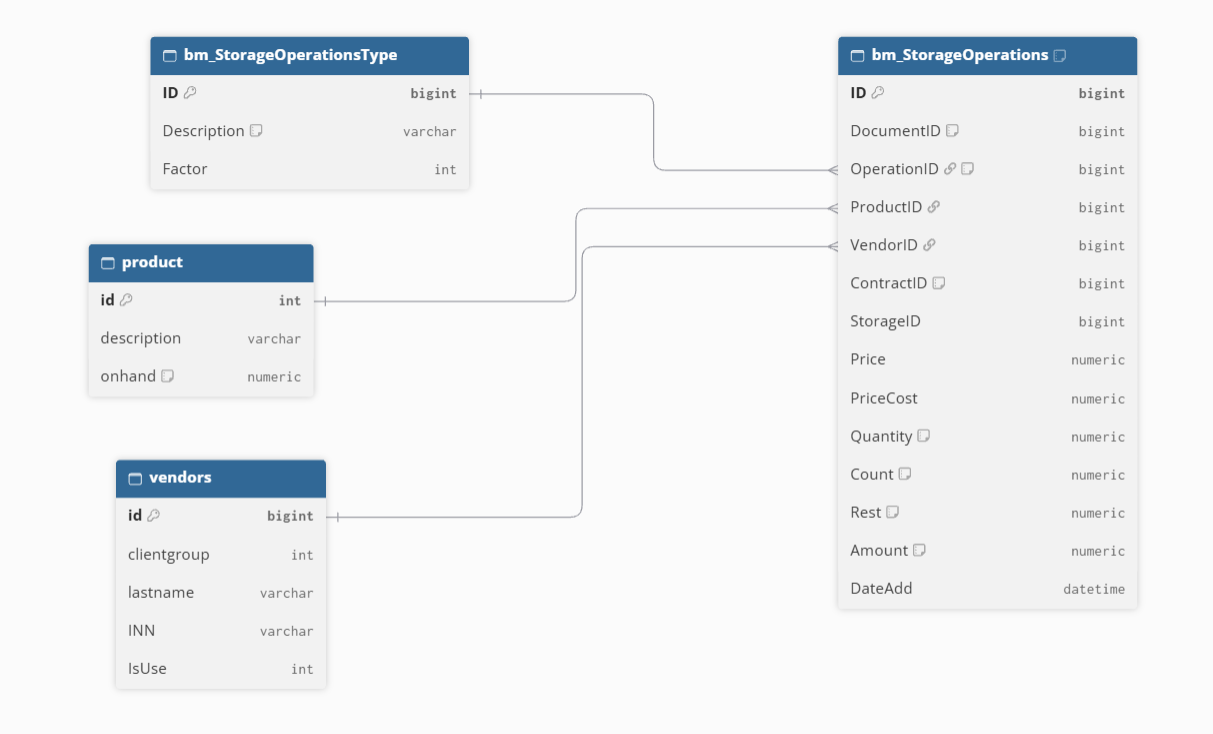 bm_StorageOperationsType
ID bigint
Description varchar
Factor int
product
id int
description varchar
onhand numeric
vendors
id bigint
clientgroup int
lastname varchar
INN varchar
IsUse int
bm_StorageOperations
ID bigint
DocumentID bigint
OperationID bigint
ProductID bigint
VendorID bigint
ContractID bigint
StorageID bigint
Price numeric
PriceCost numeric
Quantity numeric
Count numeric
Rest numeric
Amount numeric
DateAdd datetime